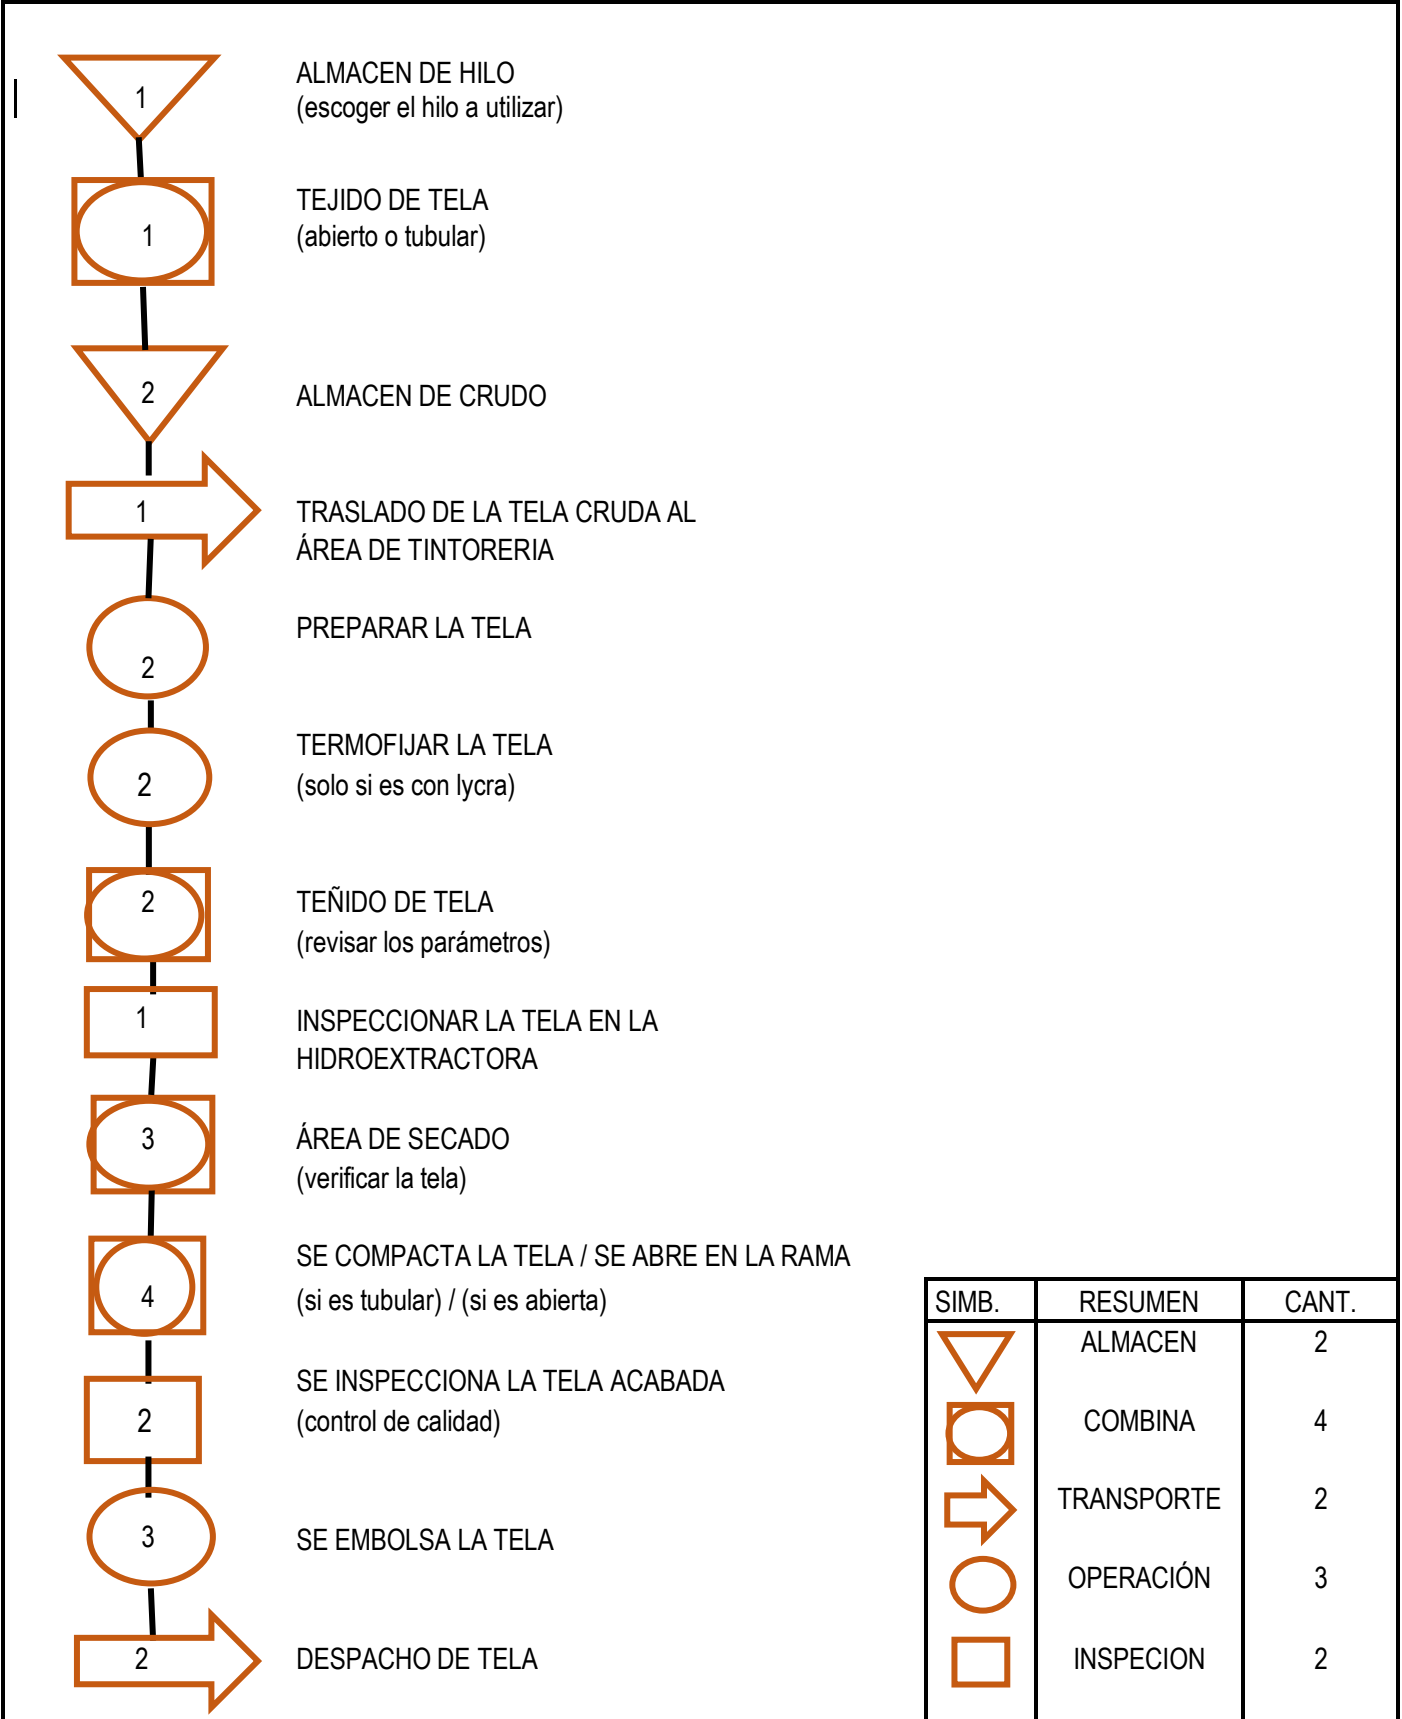 1
ALMACEN DE HILO
(escoger el hilo a utilizar)
1
TEJIDO DE TELA
(abierto o tubular)
2
ALMACEN DE CRUDO
1
TRASLADO DE LA TELA CRUDA AL
ÁREA DE TINTORERIA
2
PREPARAR LA TELA
2
TERMOFIJAR LA TELA
(solo si es con lycra)
2
TEÑIDO DE TELA
(revisar los parámetros)
1
INSPECCIONAR LA TELA EN LA
HIDROEXTRACTORA
3
ÁREA DE SECADO
(verificar la tela)
4
SE COMPACTA LA TELA / SE ABRE EN LA RAMA
(si es tubular) / (si es abierta)
2
SE INSPECCIONA LA TELA ACABADA
(control de calidad)
3
SE EMBOLSA LA TELA
2
DESPACHO DE TELA
SIMB. RESUMEN CANT.
ALMACEN 2
COMBINA 4
TRANSPORTE 2
OPERACIÓN 3
INSPECION 2